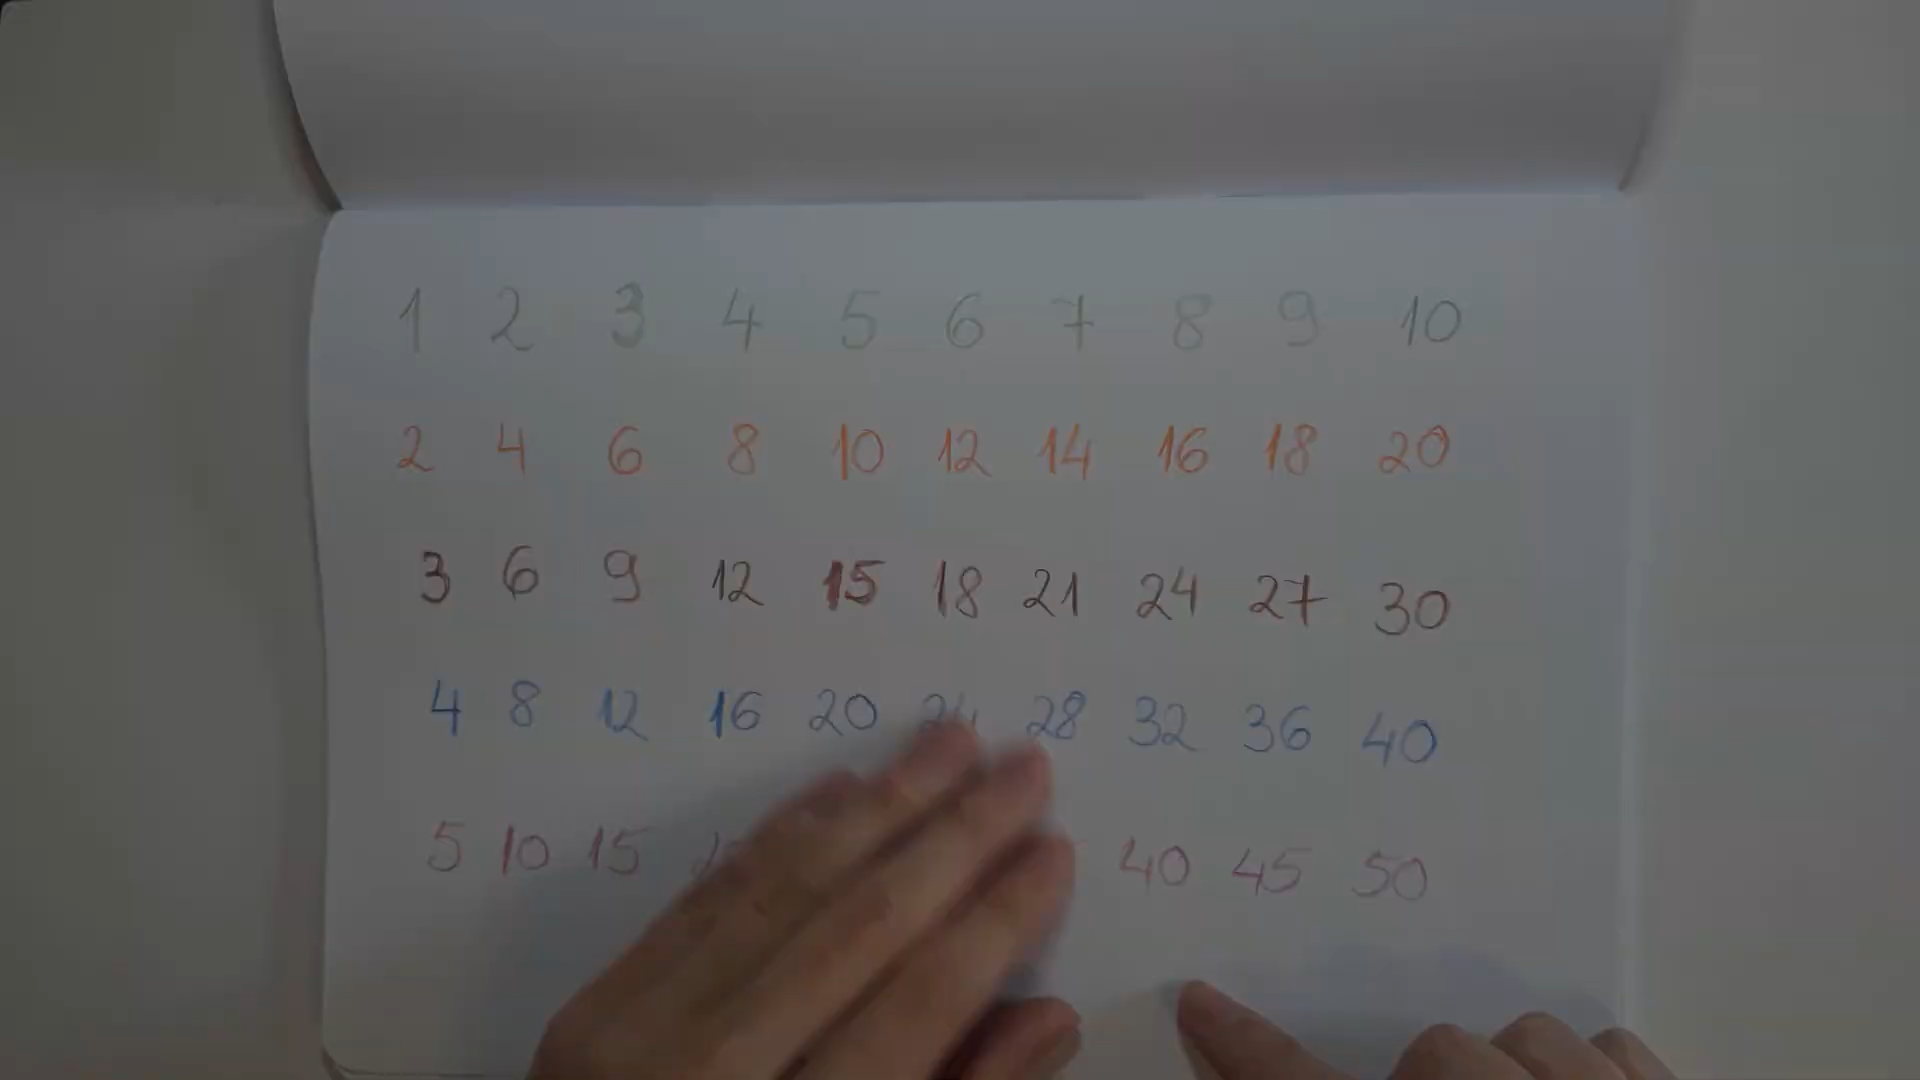 1 2 3 4 5 6 7 8 9 10
2 4 6 8 10 12 14 16 18 20
3 6 9 12 15 18 21 24 27 30
4 8 12 16 20 24 28 32 36 40
5 10 15 40 45 50